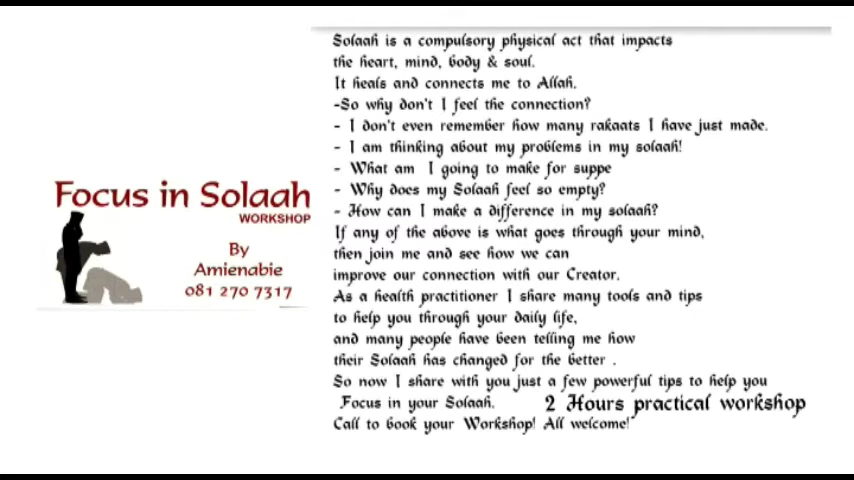 Focus in Solaah
WORKSHOP
By
Amienabie
081 270 7317
Solaah is a compulsory physical act that impacts
the heart, mind, body & soul.
It heals and connects me to Allah.
-So why don't I feel the connection?
- I don't even remember how many rakaats I have just made.
- I am thinking about my problems in my solaah!
- What am I going to make for suppe
- Why does my Solaah feel so empty?
- How can I make a difference in my solaah?
If any of the above is what goes through your mind,
then join me and see how we can
improve our connection with our Creator.
As a health practitioner I share many tools and tips
to help you through your daily life,
and many people have been telling me how
their Solaah has changed for the better .
So now I share with you just a few powerful tips to help you
Focus in your Solaah. 2 Hours practical workshop
Call to book your Workshop! All welcome!